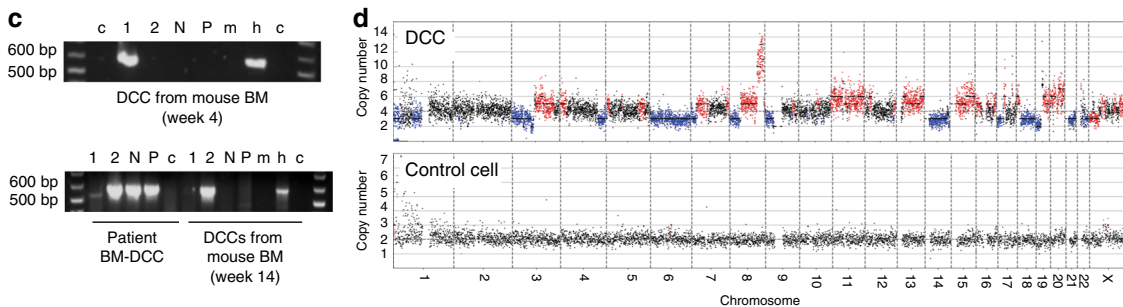 c
c 1 2 N P m h c
600 bp
500 bp
DCC from mouse BM
(week 4)
1 2 N P c 1 2 N P m h c
600 bp
500 bp
Patient
BM-DCC
DCCs from
mouse BM
(week 14)
d
DCC
Copy number
14
12
10
8
6
4
2
Control cell
Copy number
7
6
5
4
3
2
1
1 2 3 4 5 6 7 8 9 10 11 12 13 14 15 16 17 18 19 20 21 22 X
Chromosome